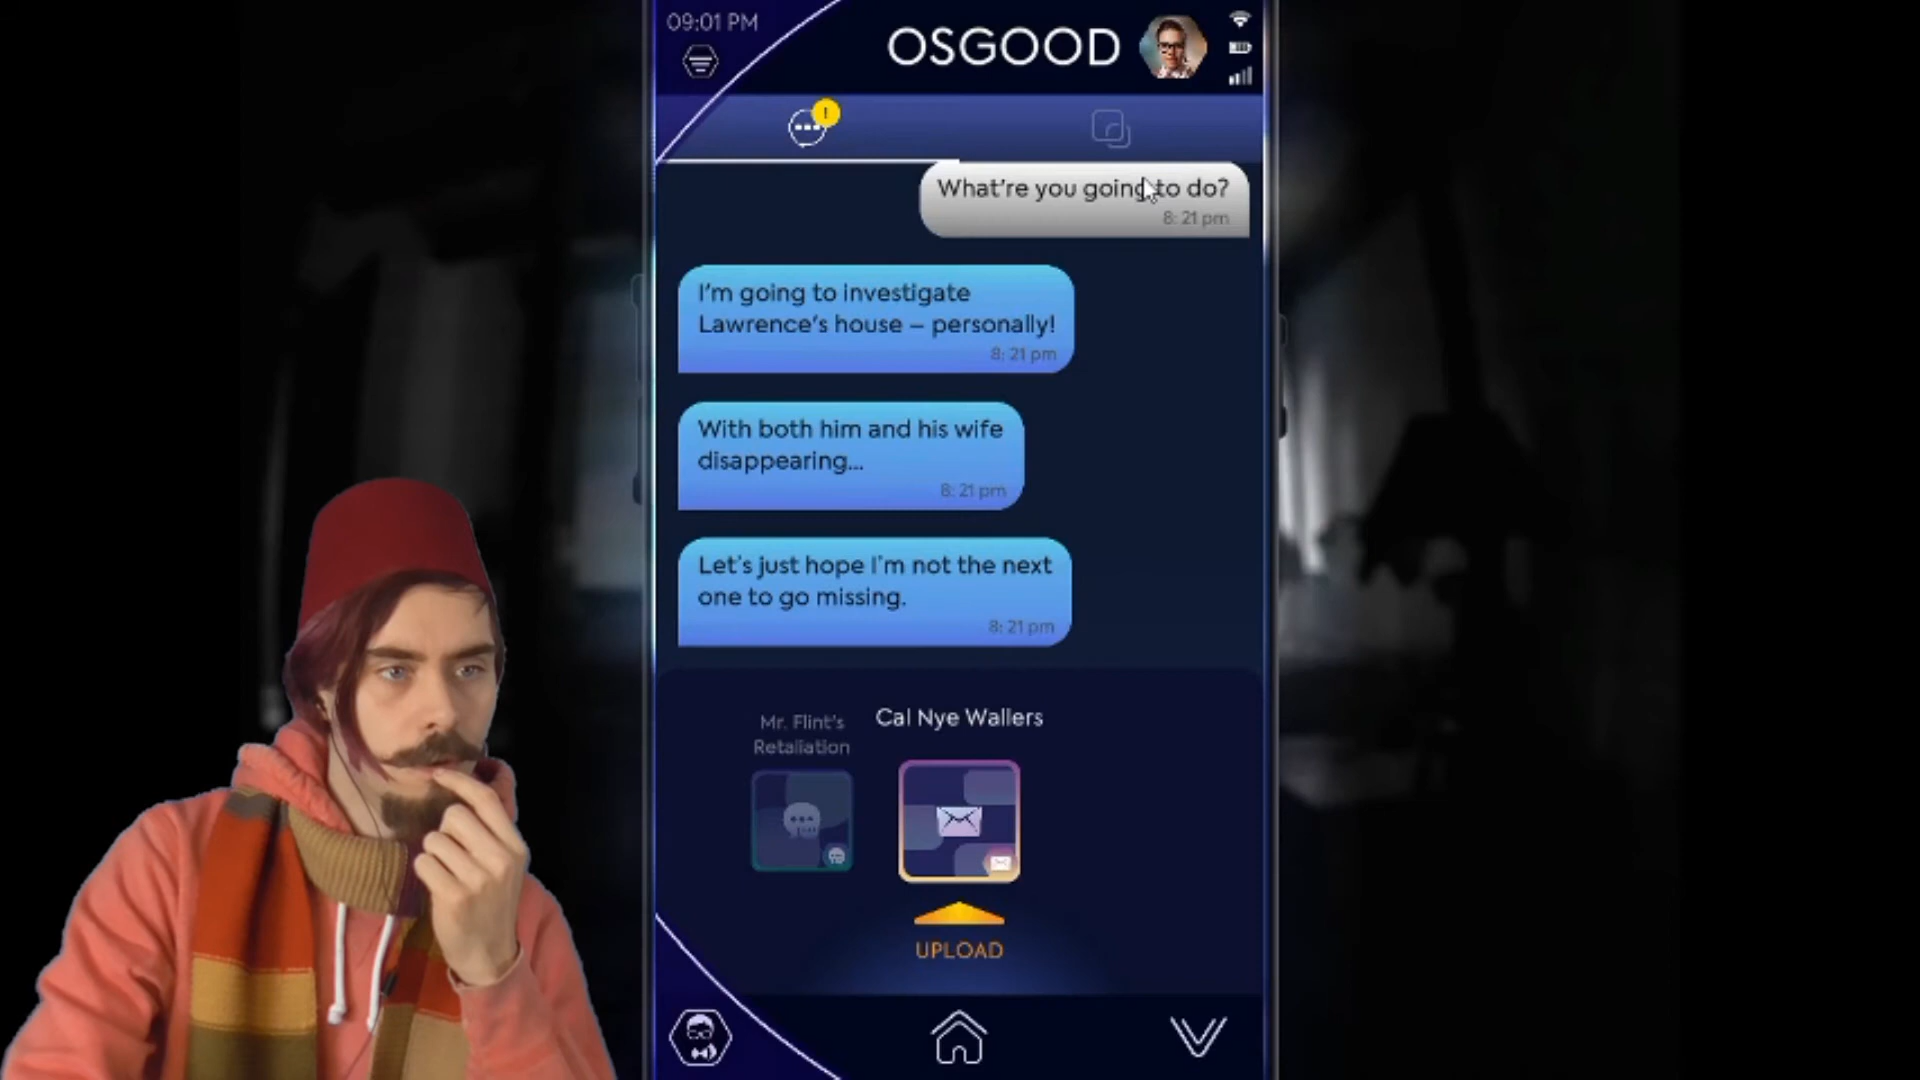 09:01 PM
OSGOOD
!
What're you going to do?
8: 21 pm
I'm going to investigate
Lawrence's house – personally!
8: 21 pm
With both him and his wife
disappearing...
8: 21 pm
Let's just hope I'm not the next
one to go missing.
8: 21 pm
Mr. Flint's
Retaliation
Cal Nye Wallers
UPLOAD